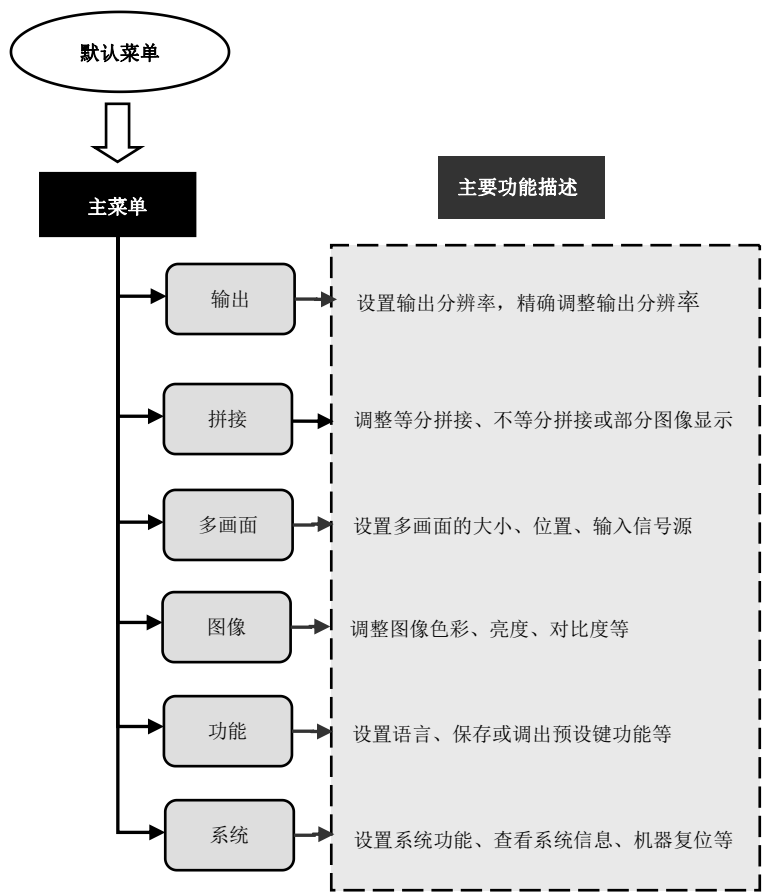 默认菜单
主菜单
主要功能描述
输出
设置输出分辨率，精确调整输出分辨率
拼接
调整等分拼接、不等分拼接或部分图像显示
多画面
设置多画面的大小、位置、输入信号源
图像
调整图像色彩、亮度、对比度等
功能
设置语言、保存或调出预设键功能等
系统
设置系统功能、查看系统信息、机器复位等